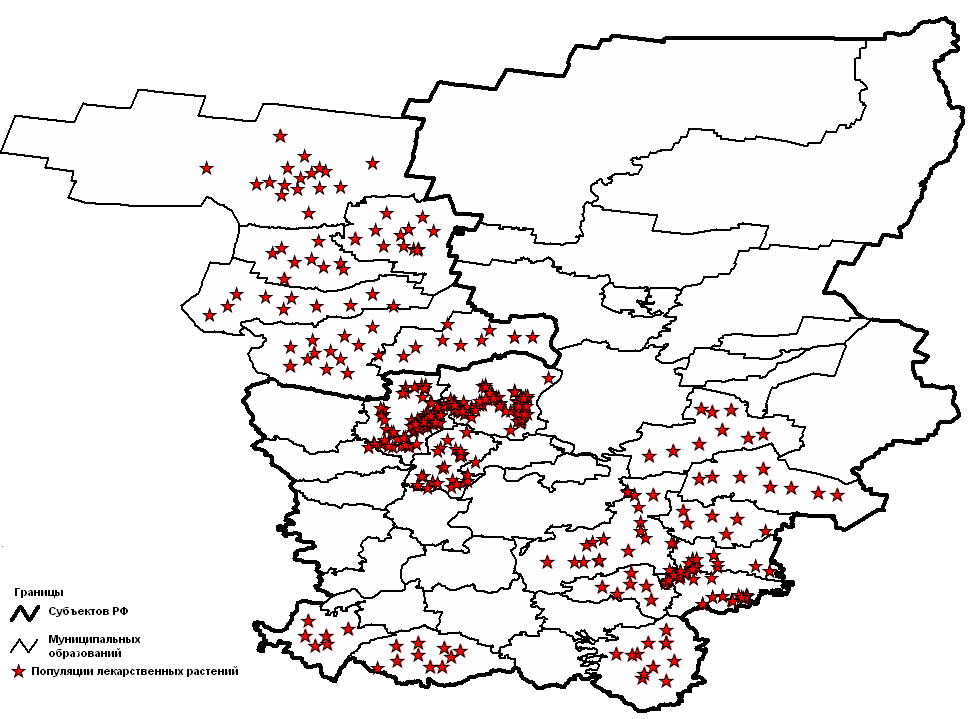 Границы
Субъектов РФ
Муниципальных
образований
Популяции лекарственных растений